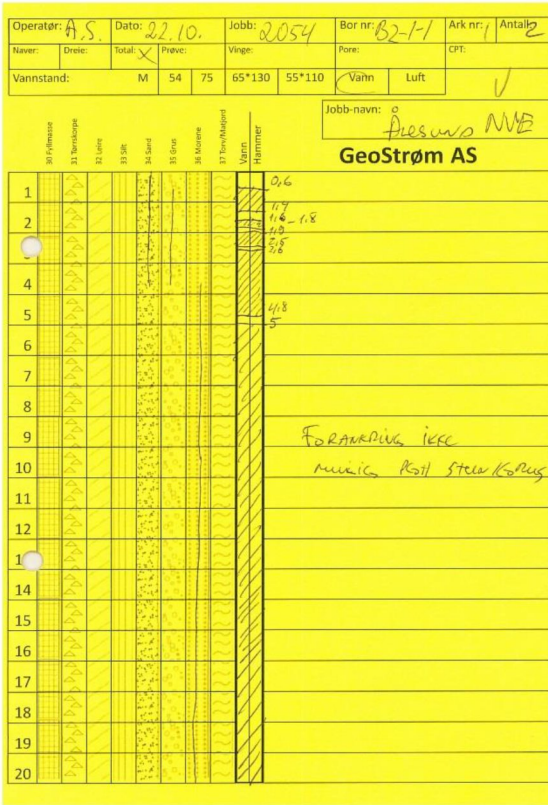 Operatør: A.S. Dato: 22.10. Jobb: 2054 Bor nr: B2-1-1 Ark nr: 1 Antall: 2
Naver: Dreie: Total: X Prøve: Vinge: Pore: CPT:
Vannstand: M 54 75 65*130 55*110 Vann Luft
Jobb-navn: Ålesund NVE
30 Fyllmasse
31 Tørrskorpe
32 Leire
33 Silt
34 Sand
35 Grus
36 Morene
37 Torv/Matjord
Vann
Hammer
GeoStrøm AS
0,6
1
1,4
2
1,6 - 1,8
1,9
2,5
2,6
4
4,8
5
5
6
7
8
9
FORANKRING IKKE
10
STEIN
11
12
14
15
16
17
18
19
20